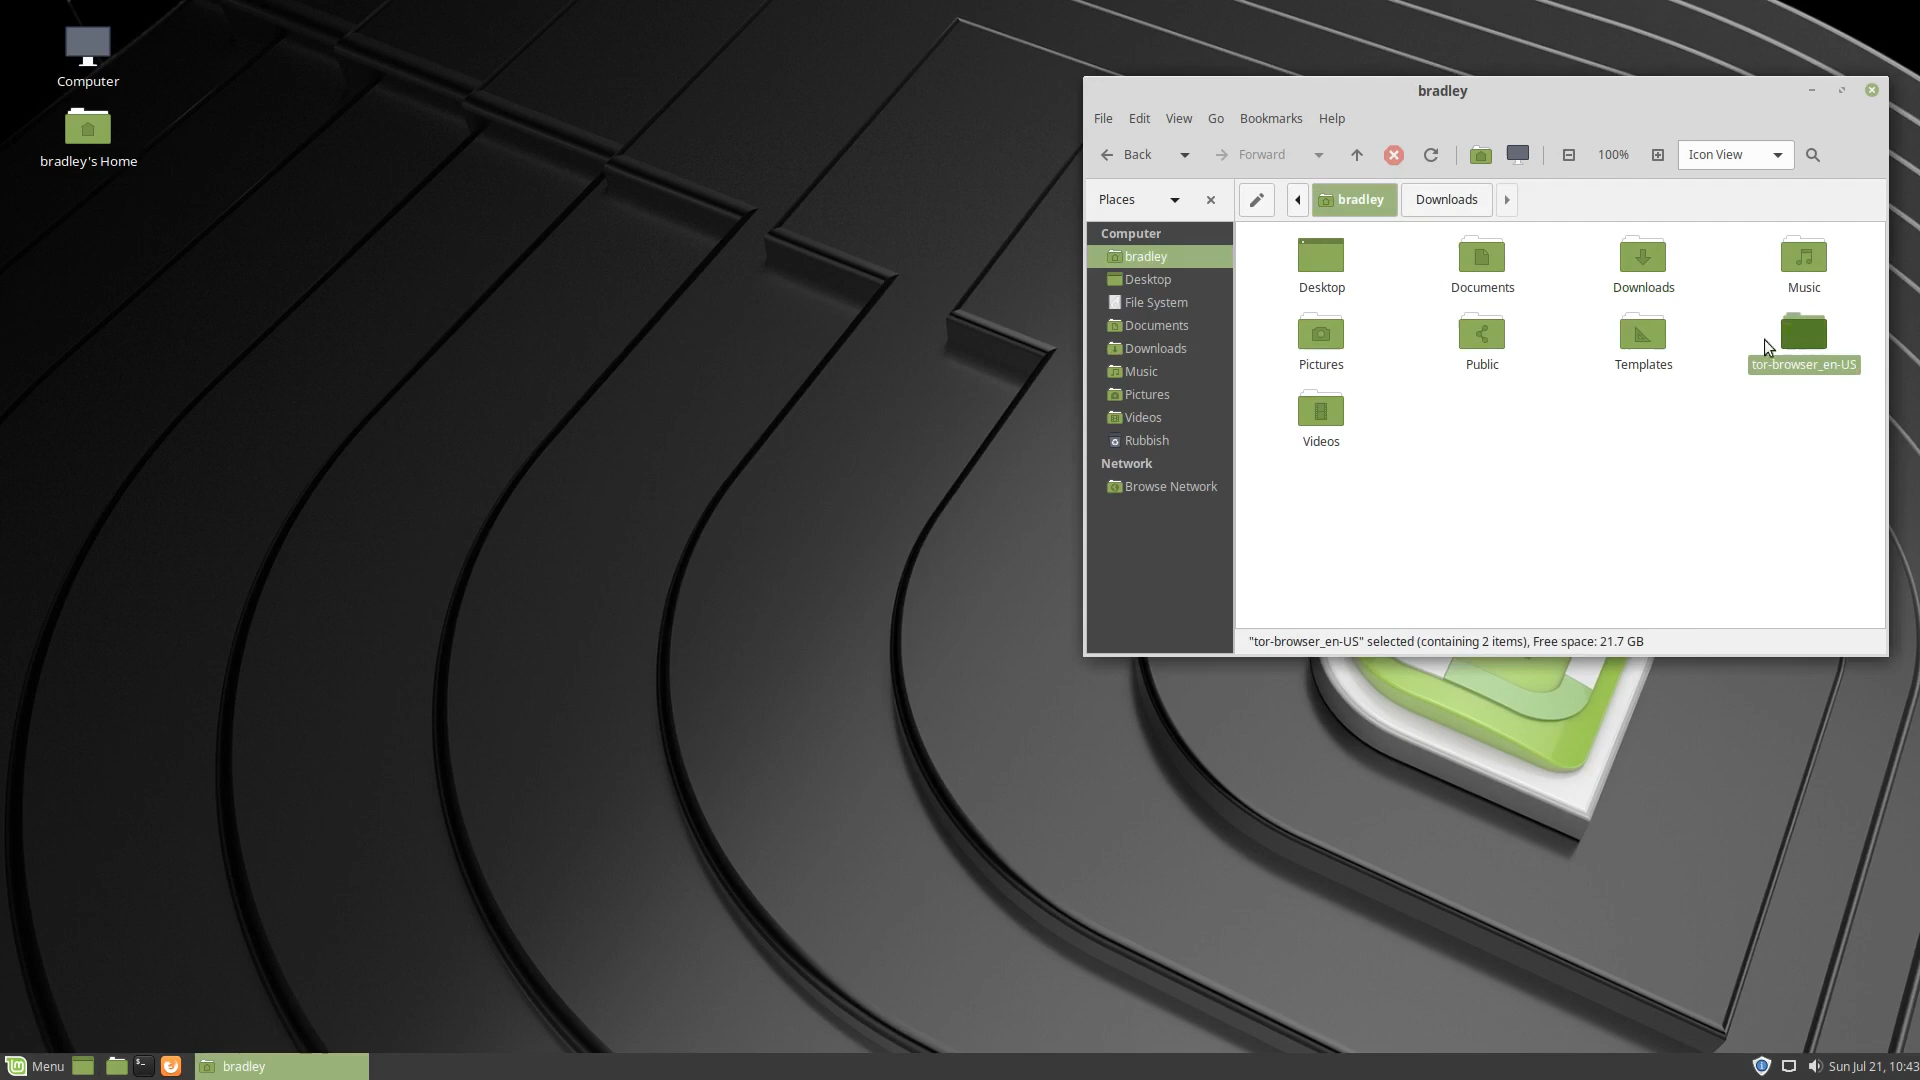 Computer
bradley's Home
bradley
File Edit View Go Bookmarks Help
Back Forward 100% Icon View
Places bradley Downloads
Computer
bradley
Desktop
File System
Documents
Downloads
Music
Pictures
Videos
Rubbish
Network
Browse Network
Desktop Documents Downloads Music
Pictures Public Templates tor-browser_en-US
Videos
"tor-browser_en-US" selected (containing 2 items), Free space: 21.7 GB
Menu bradley Sun Jul 21, 10:43